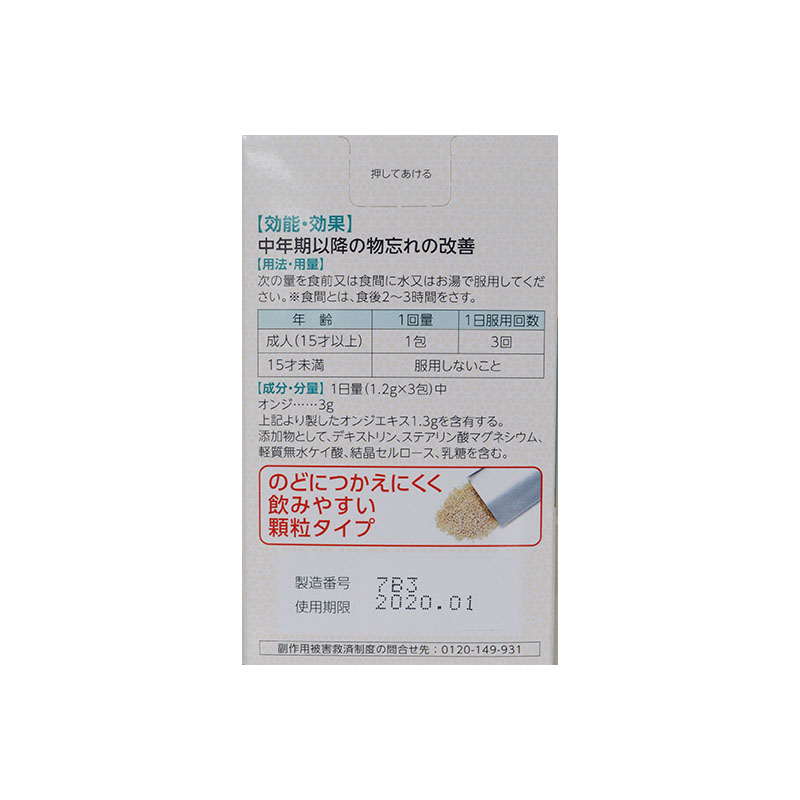 押してあける
【効能・効果】
中年期以降の物忘れの改善
【用法・用量】
次の量を食前又は食間に水又はお湯で服用してくだ
さい。※食間とは、食後2〜3時間をさす。
年　齢 1回量 1日服用回数
成人(15才以上) 1包 3回
15才未満 服用しないこと
【成分・分量】1日量(1.2g×3包)中
オンジ……3g
上記より製したオンジエキス1.3gを含有する。
添加物として、デキストリン、ステアリン酸マグネシウム、
軽質無水ケイ酸、結晶セルロース、乳糖を含む。
のどにつかえにくく
飲みやすい
顆粒タイプ
製造番号 7B3
使用期限 2020.01
副作用被害救済制度の問合せ先：0120-149-931